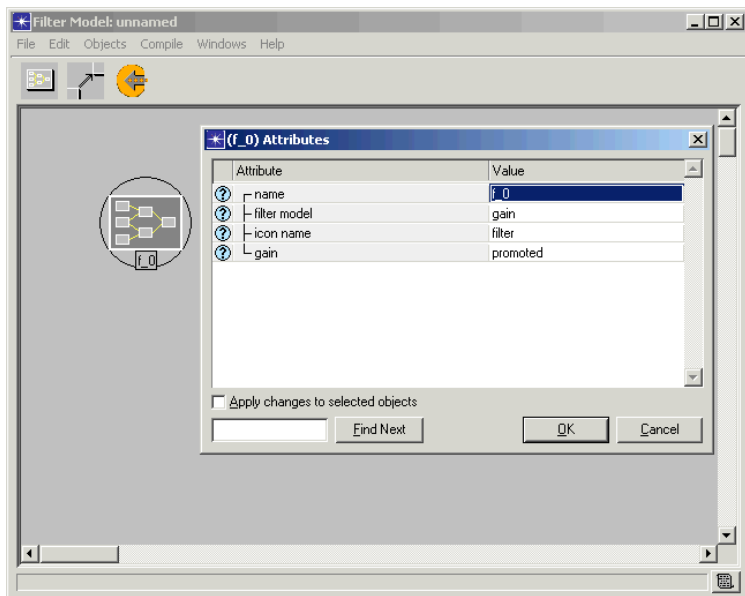 Filter Model: unnamed
File Edit Objects Compile Windows Help
(f_0) Attributes
Attribute Value
? name f_0
? filter model gain
? icon name filter
? gain promoted
f_0
Apply changes to selected objects
Find Next OK Cancel